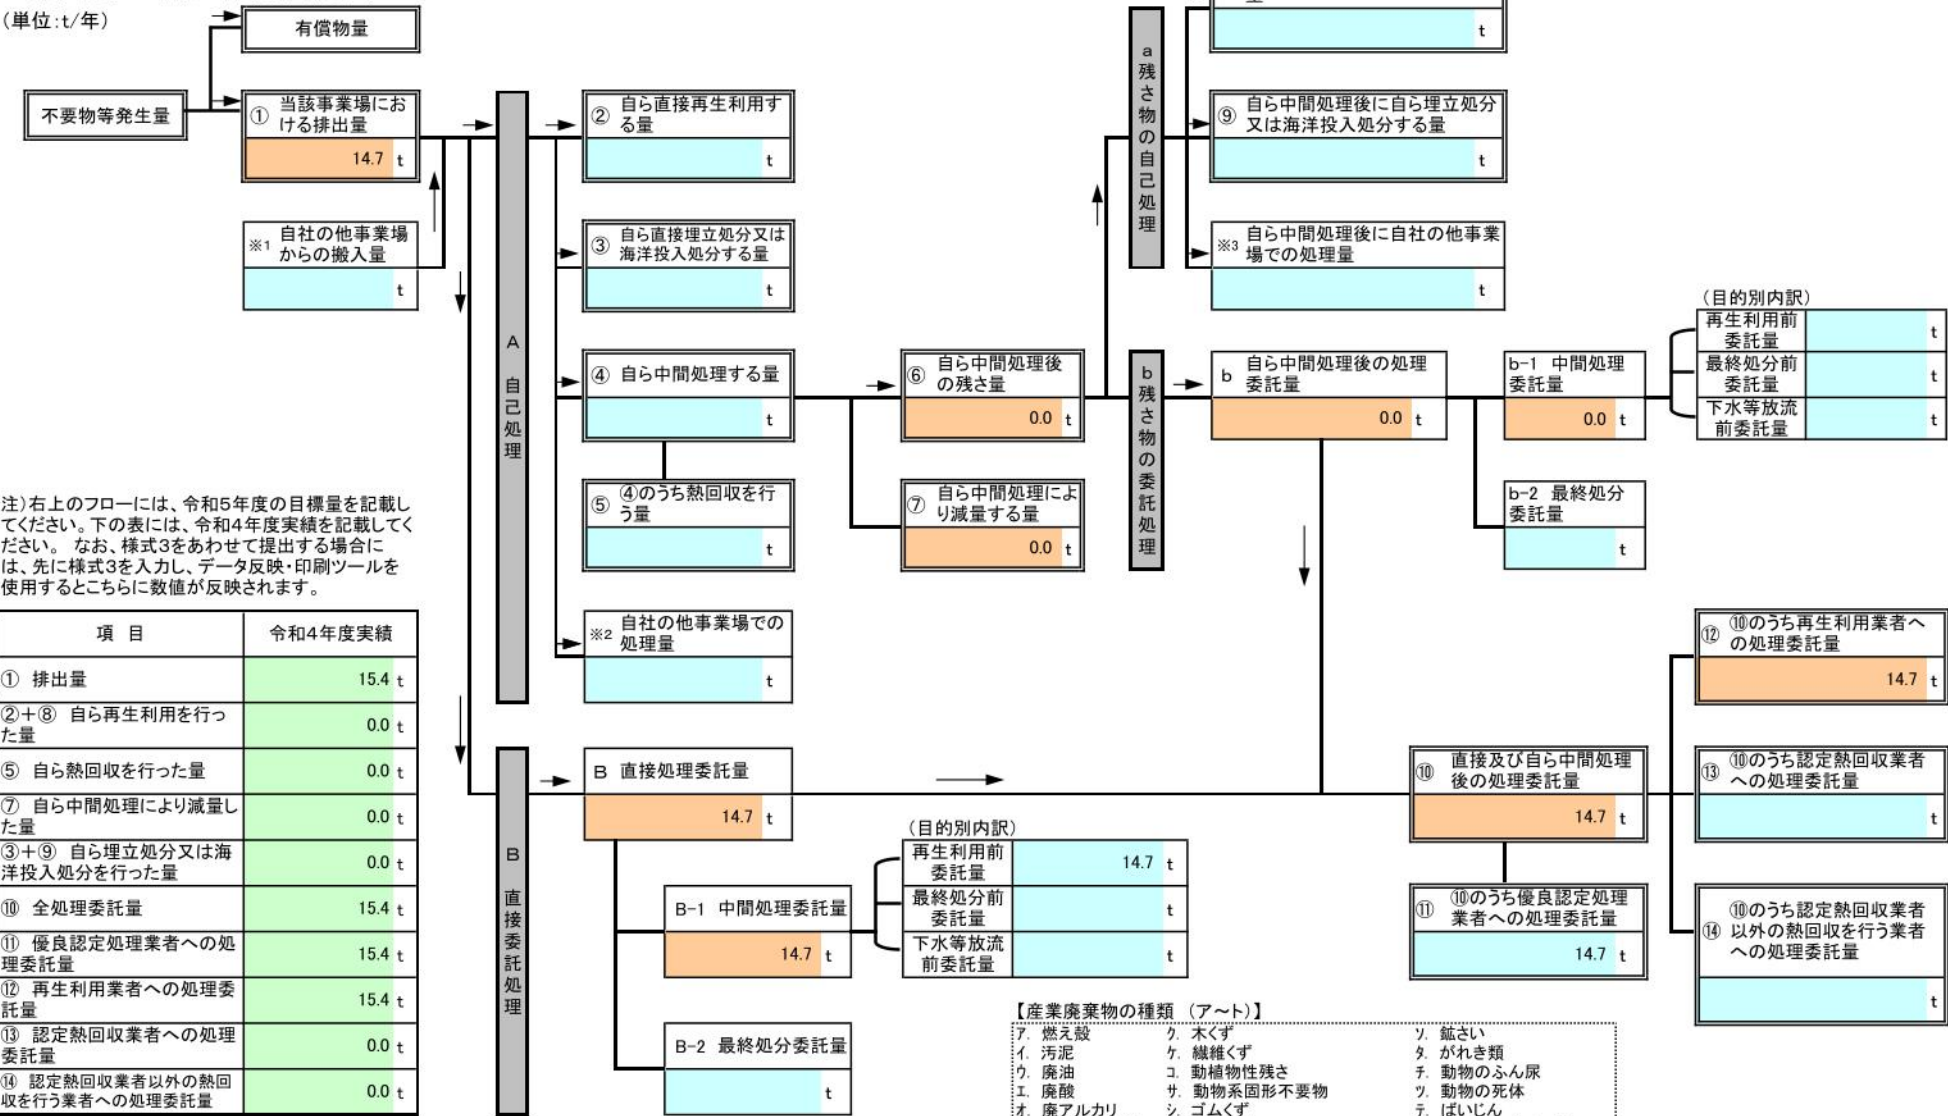 (単位:t/年)
有償物量
不要物等発生量
① 当該事業場にお
ける排出量
14.7 t
※1 自社の他事業場
からの搬入量
t
A 自己処理
② 自ら直接再生利用す
る量
t
③ 自ら直接埋立処分又は
海洋投入処分する量
t
④ 自ら中間処理する量
t
⑤ ④のうち熱回収を行
う量
t
※2 自社の他事業場での
処理量
t
⑥ 自ら中間処理後
の残さ量
0.0 t
⑦ 自ら中間処理によ
り減量する量
0.0 t
a 残さ物の自己処理
t
⑨ 自ら中間処理後に自ら埋立処分
又は海洋投入処分する量
t
※3 自ら中間処理後に自社の他事業
場での処理量
t
b 残さ物の委託処理
b 自ら中間処理後の処理
委託量
0.0 t
b-1 中間処理
委託量
0.0 t
(目的別内訳)
再生利用前
委託量
t
最終処分前
委託量
t
下水等放流
前委託量
t
b-2 最終処分
委託量
t
注)右上のフローには、令和5年度の目標量を記載し
てください。下の表には、令和4年度実績を記載してく
ださい。 なお、様式3をあわせて提出する場合に
は、先に様式3を入力し、データ反映・印刷ツールを
使用するとこちらに数値が反映されます。
項 目 令和4年度実績
① 排出量 15.4 t
②+⑧ 自ら再生利用を行っ
た量 0.0 t
⑤ 自ら熱回収を行った量 0.0 t
⑦ 自ら中間処理により減量し
た量 0.0 t
③+⑨ 自ら埋立処分又は海
洋投入処分を行った量 0.0 t
⑩ 全処理委託量 15.4 t
⑪ 優良認定処理業者への処
理委託量 15.4 t
⑫ 再生利用業者への処理委
託量 15.4 t
⑬ 認定熱回収業者への処理
委託量 0.0 t
⑭ 認定熱回収業者以外の熱回
収を行う業者への処理委託量 0.0 t
B 直接委託処理
B 直接処理委託量
14.7 t
B-1 中間処理委託量
14.7 t
(目的別内訳)
再生利用前
委託量
14.7 t
最終処分前
委託量
t
下水等放流
前委託量
t
B-2 最終処分委託量
t
⑩ 直接及び自ら中間処理
後の処理委託量
14.7 t
⑪ ⑩のうち優良認定処理
業者への処理委託量
14.7 t
⑫ ⑩のうち再生利用業者へ
の処理委託量
14.7 t
⑬ ⑩のうち認定熱回収業者
への処理委託量
t
⑭ ⑩のうち認定熱回収業者
以外の熱回収を行う業者
への処理委託量
t
【産業廃棄物の種類 (ア~ト)】
ア. 燃え殻 ク. 木くず ソ. 鉱さい
イ. 汚泥 ケ. 繊維くず タ. がれき類
ウ. 廃油 コ. 動植物性残さ チ. 動物のふん尿
エ. 廃酸 サ. 動物系固形不要物 ツ. 動物の死体
オ. 廃アルカリ シ. ゴムくず テ. ばいじん